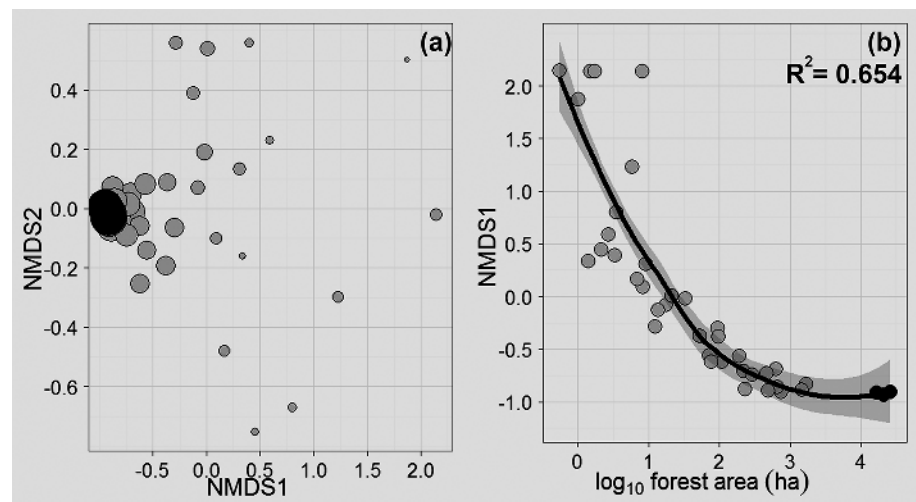 (a)
0.4
0.2
0.0
-0.2
-0.4
-0.6
NMDS2
-0.5 0.0 0.5 1.0 1.5 2.0
NMDS1
(b)
R²= 0.654
2.0
1.5
1.0
0.5
0.0
-0.5
-1.0
NMDS1
0 1 2 3 4
log₁₀ forest area (ha)